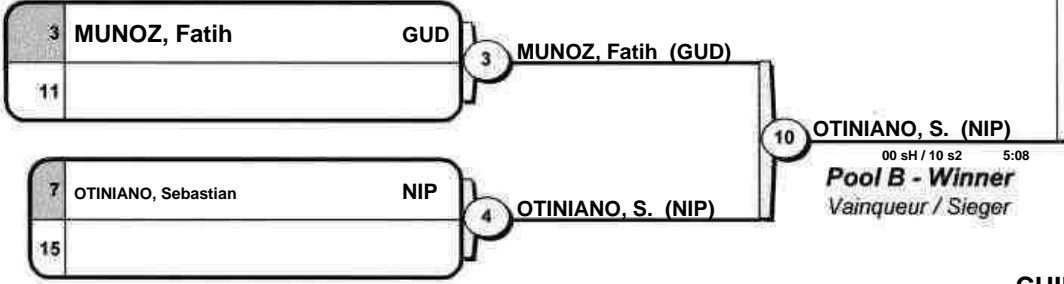 3 MUNOZ, Fatih GUD
3 MUNOZ, Fatih (GUD)
11
10 OTINIANO, S. (NIP)
00 sH / 10 s2 5:08
Pool B - Winner
Vainqueur / Sieger
7 OTINIANO, Sebastian NIP
4 OTINIANO, S. (NIP)
15